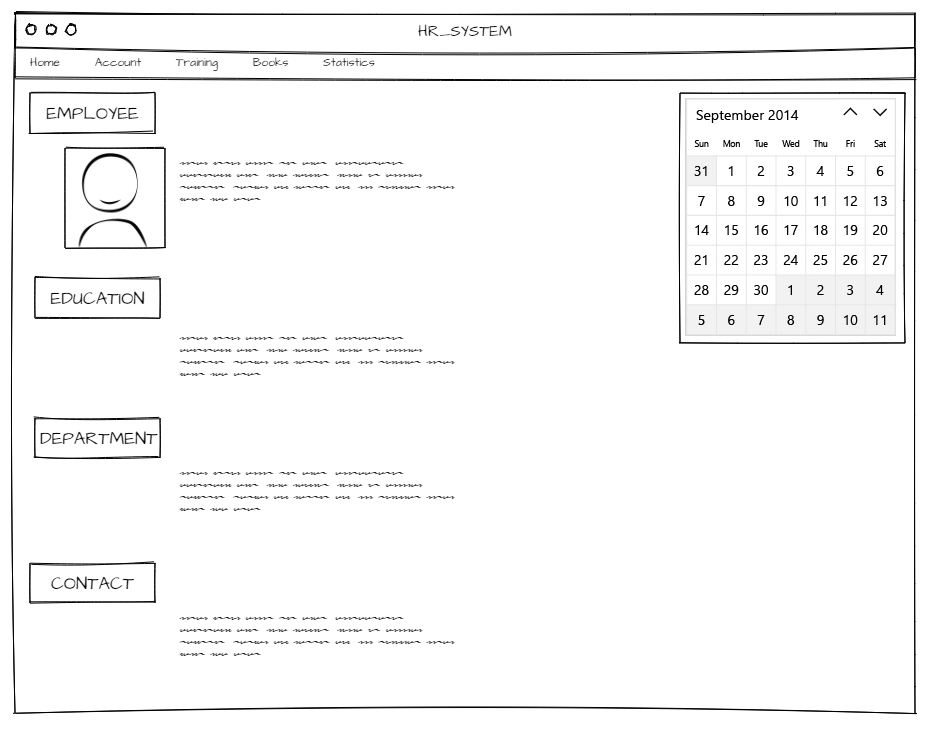 HR_SYSTEM
Home Account Training Books Statistics
EMPLOYEE
EDUCATION
DEPARTMENT
CONTACT
September 2014
Sun Mon Tue Wed Thu Fri Sat
31 1 2 3 4 5 6
7 8 9 10 11 12 13
14 15 16 17 18 19 20
21 22 23 24 25 26 27
28 29 30 1 2 3 4
5 6 7 8 9 10 11